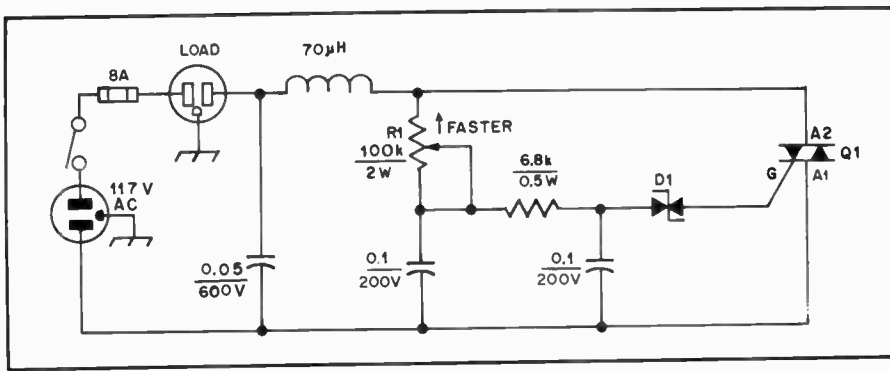 LOAD
8A
70µH
117 V
AC
0.05
600V
R1
100k
2W
FASTER
0.1
200V
6.8k
0.5W
0.1
200V
D1
G
A2
Q1
A1